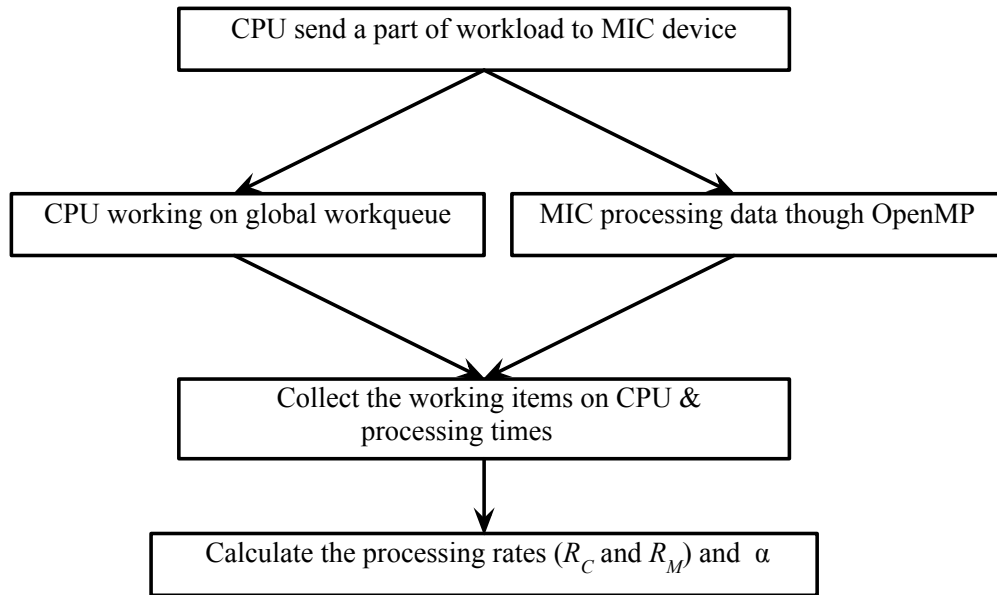 CPU send a part of workload to MIC device
CPU working on global workqueue
MIC processing data though OpenMP
Collect the working items on CPU &
processing times
Calculate the processing rates (R_C and R_M) and α